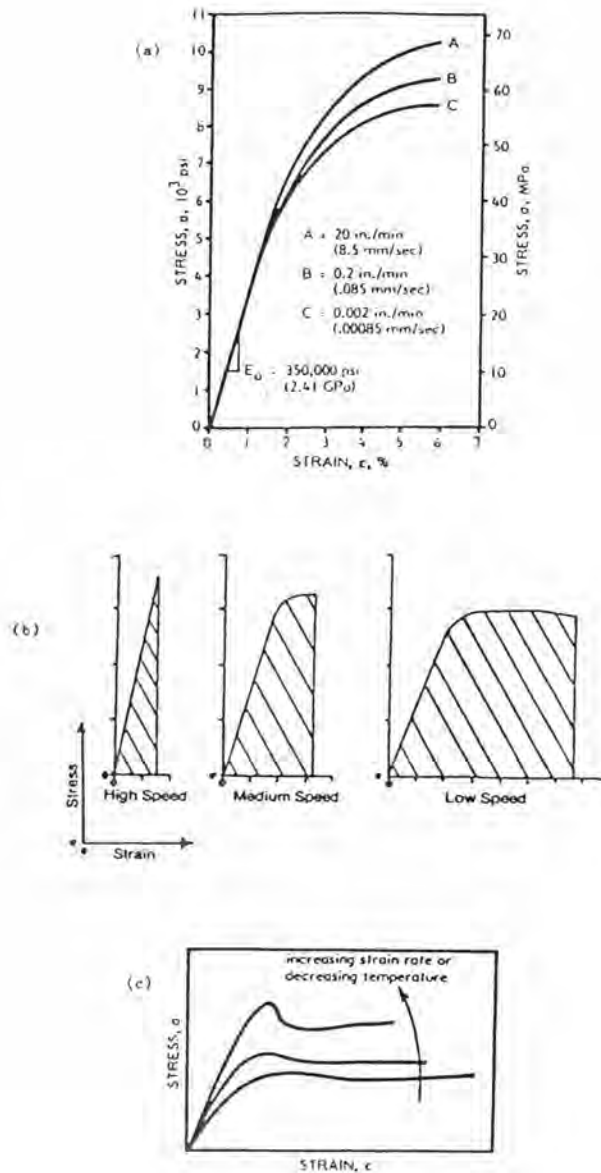 (a)
STRESS, σ, 10³ psi
11
10
9
8
7
6
5
4
3
2
1
0
A
B
C
70
60
50
40
30
20
10
0
STRESS, σ, MPa
A = 20 in./min
(8.5 mm/sec)
B = 0.2 in./min
(.085 mm/sec)
C = 0.002 in./min
(.00085 mm/sec)
E₀ = 350,000 psi
(2.41 GPa)
0 1 2 3 4 5 6 7
STRAIN, ε, %
(b)
Stress
Strain
High Speed
Medium Speed
Low Speed
(c)
STRESS, σ
increasing strain rate or
decreasing temperature
STRAIN, ε